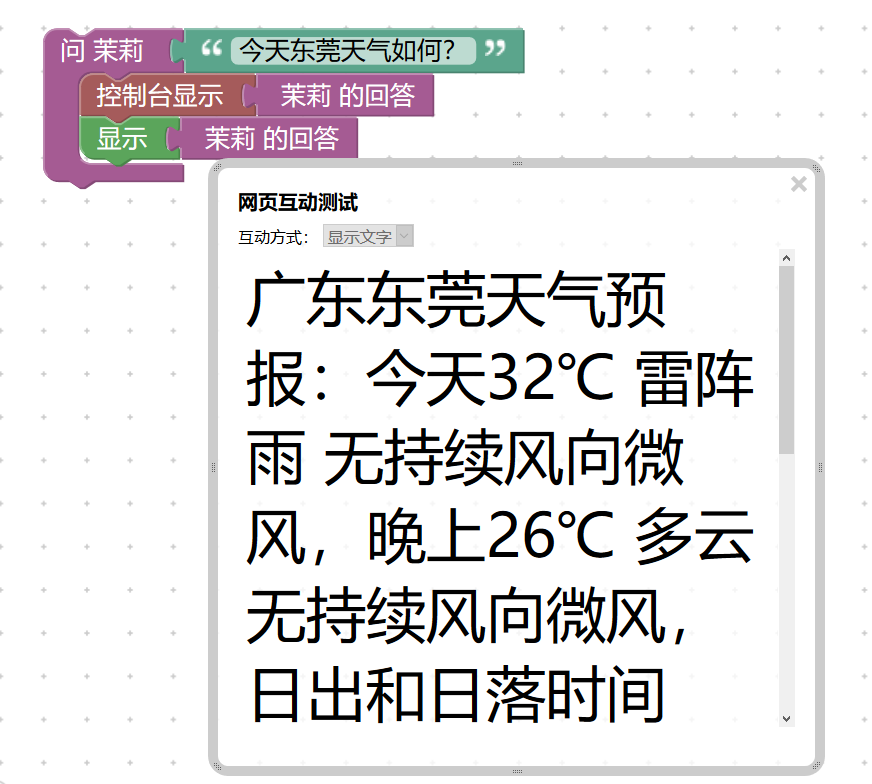 问 茉莉 “ 今天东莞天气如何? ”
控制台显示 茉莉 的回答
显示 茉莉 的回答
网页互动测试
互动方式: 显示文字
广东东莞天气预
报：今天32℃ 雷阵
雨 无持续风向微
风，晚上26℃ 多云
无持续风向微风，
日出和日落时间